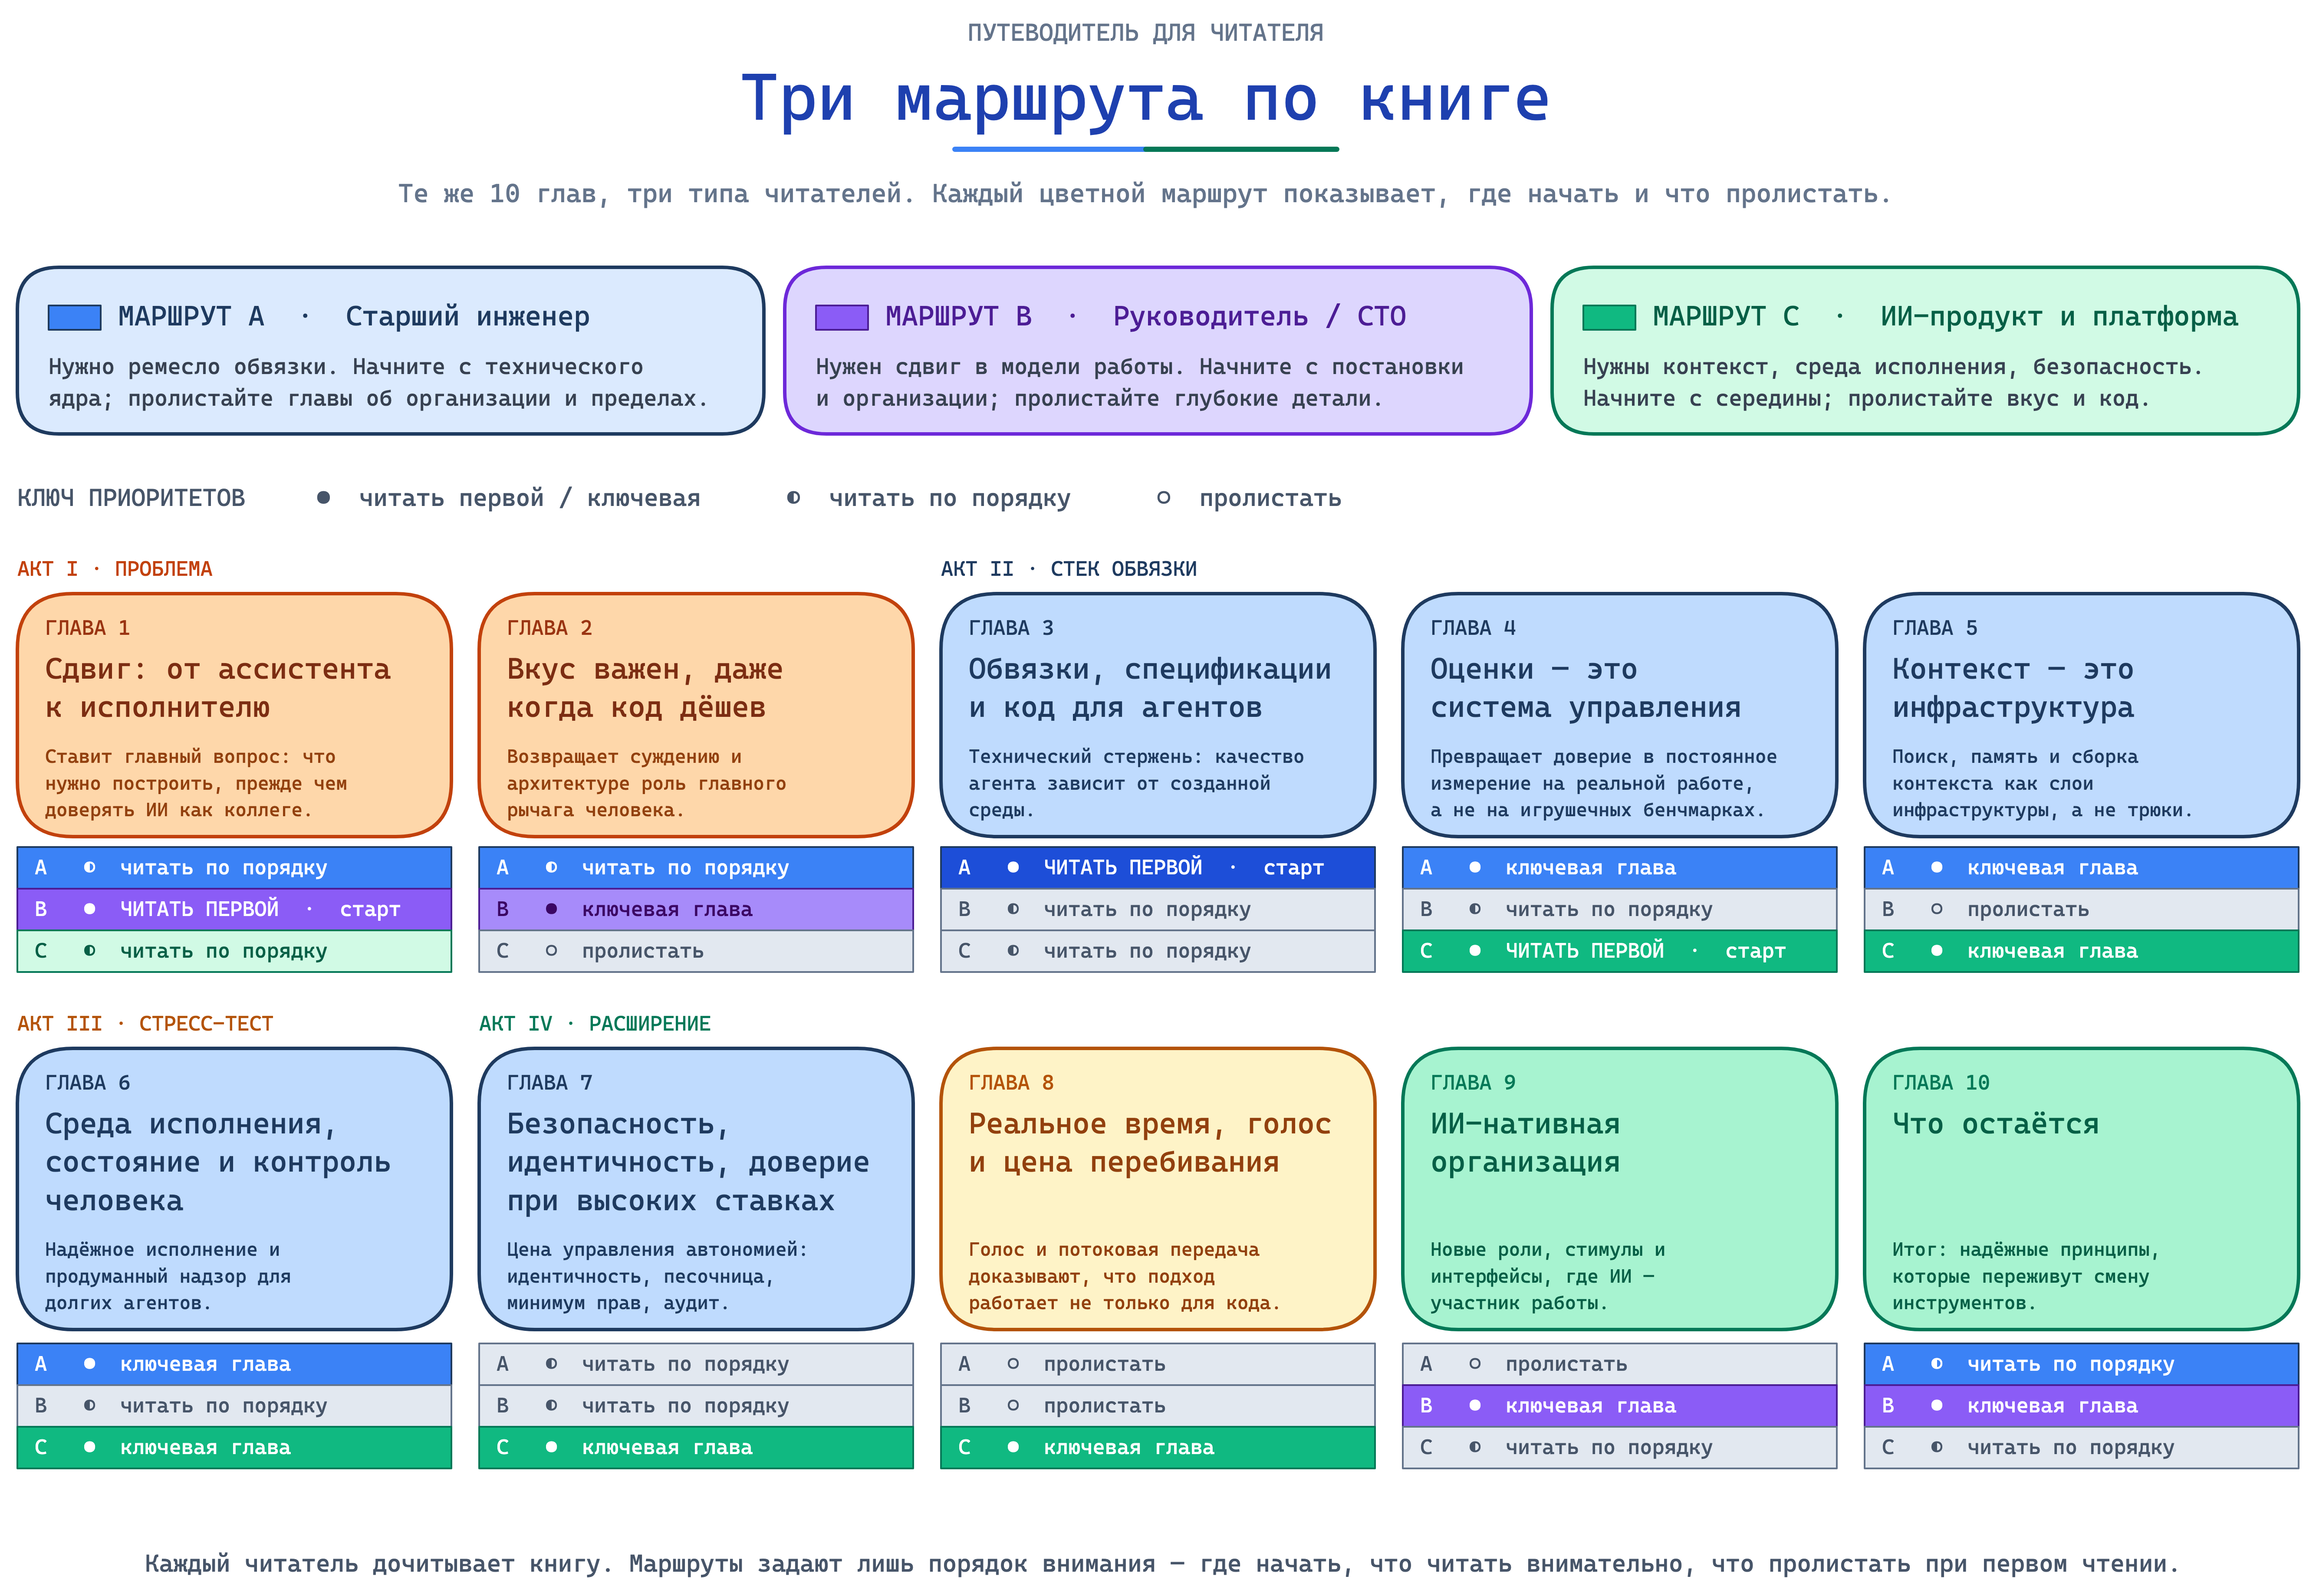 ПУТЕВОДИТЕЛЬ ДЛЯ ЧИТАТЕЛЯ
Три маршрута по книге
Те же 10 глав, три типа читателей. Каждый цветной маршрут показывает, где начать и что пролистать.
МАРШРУТ A · Старший инженер
Нужно ремесло обвязки. Начните с технического
ядра; пролистайте главы об организации и пределах.
МАРШРУТ B · Руководитель / CTO
Нужен сдвиг в модели работы. Начните с постановки
и организации; пролистайте глубокие детали.
МАРШРУТ C · ИИ-продукт и платформа
Нужны контекст, среда исполнения, безопасность.
Начните с середины; пролистайте вкус и код.
КЛЮЧ ПРИОРИТЕТОВ ● читать первой / ключевая ◐ читать по порядку ○ пролистать
АКТ I · ПРОБЛЕМА
ГЛАВА 1
Сдвиг: от ассистента
к исполнителю
Ставит главный вопрос: что
нужно построить, прежде чем
доверять ИИ как коллеге.
A ◐ читать по порядку
B ● ЧИТАТЬ ПЕРВОЙ · старт
C ◐ читать по порядку
ГЛАВА 2
Вкус важен, даже
когда код дёшев
Возвращает суждению и
архитектуре роль главного
рычага человека.
A ◐ читать по порядку
B ● ключевая глава
C ○ пролистать
АКТ II · СТЕК ОБВЯЗКИ
ГЛАВА 3
Обвязки, спецификации
и код для агентов
Технический стержень: качество
агента зависит от созданной
среды.
A ● ЧИТАТЬ ПЕРВОЙ · старт
B ◐ читать по порядку
C ◐ читать по порядку
ГЛАВА 4
Оценки — это
система управления
Превращает доверие в постоянное
измерение на реальной работе,
а не на игрушечных бенчмарках.
A ● ключевая глава
B ◐ читать по порядку
C ● ЧИТАТЬ ПЕРВОЙ · старт
ГЛАВА 5
Контекст — это
инфраструктура
Поиск, память и сборка
контекста как слои
инфраструктуры, а не трюки.
A ● ключевая глава
B ○ пролистать
C ● ключевая глава
АКТ III · СТРЕСС-ТЕСТ
ГЛАВА 6
Среда исполнения,
состояние и контроль
человека
Надёжное исполнение и
продуманный надзор для
долгих агентов.
A ● ключевая глава
B ◐ читать по порядку
C ● ключевая глава
АКТ IV · РАСШИРЕНИЕ
ГЛАВА 7
Безопасность,
идентичность, доверие
при высоких ставках
Цена управления автономией:
идентичность, песочница,
минимум прав, аудит.
A ◐ читать по порядку
B ◐ читать по порядку
C ● ключевая глава
ГЛАВА 8
Реальное время, голос
и цена перебивания
Голос и потоковая передача
доказывают, что подход
работает не только для кода.
A ○ пролистать
B ○ пролистать
C ● ключевая глава
ГЛАВА 9
ИИ-нативная
организация
Новые роли, стимулы и
интерфейсы, где ИИ —
участник работы.
A ○ пролистать
B ● ключевая глава
C ◐ читать по порядку
ГЛАВА 10
Что остаётся
Итог: надёжные принципы,
которые переживут смену
инструментов.
A ◐ читать по порядку
B ● ключевая глава
C ◐ читать по порядку
Каждый читатель дочитывает книгу. Маршруты задают лишь порядок внимания — где начать, что читать внимательно, что пролистать при первом чтении.